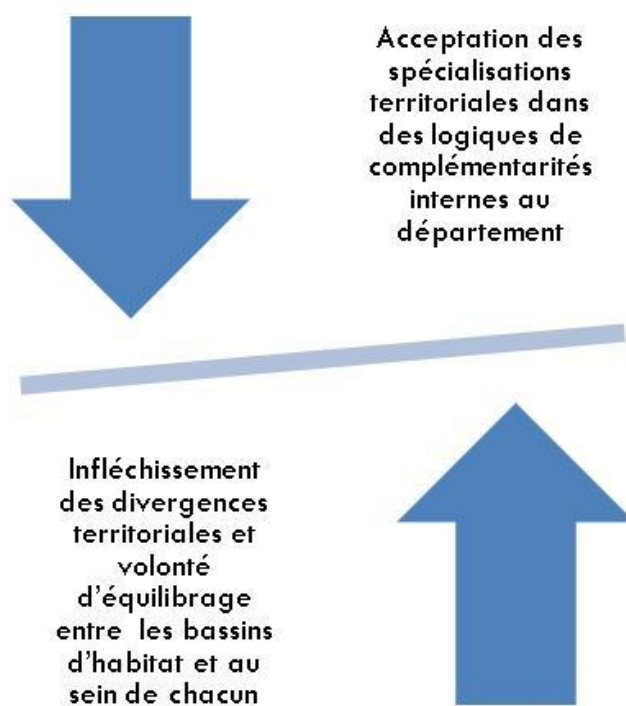 Acceptation des
spécialisations
territoriales dans
des logiques de
complémentarités
internes au
département
Infléchissement
des divergences
territoriales et
volonté
d'équilibrage
entre les bassins
d'habitat et au
sein de chacun